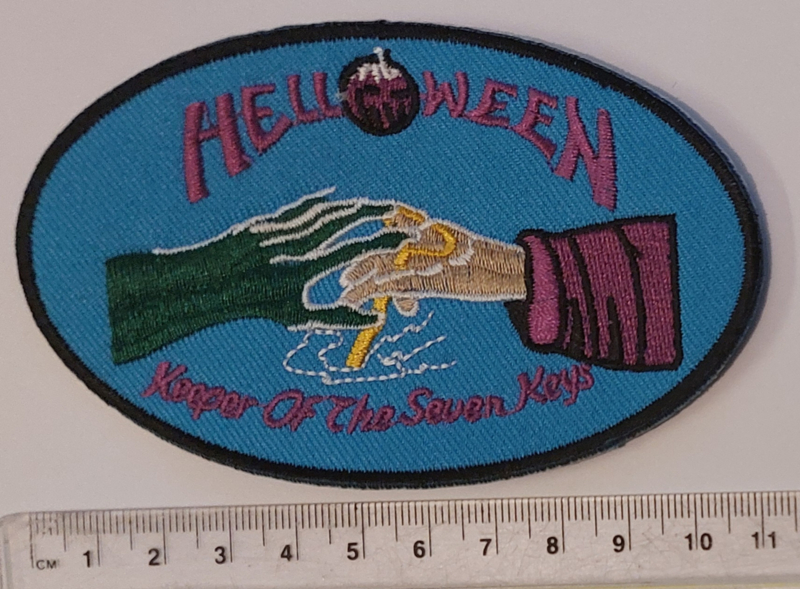 HELLOWEEN
Keeper Of The Seven Keys
CM 1 2 3 4 5 6 7 8 9 10 11